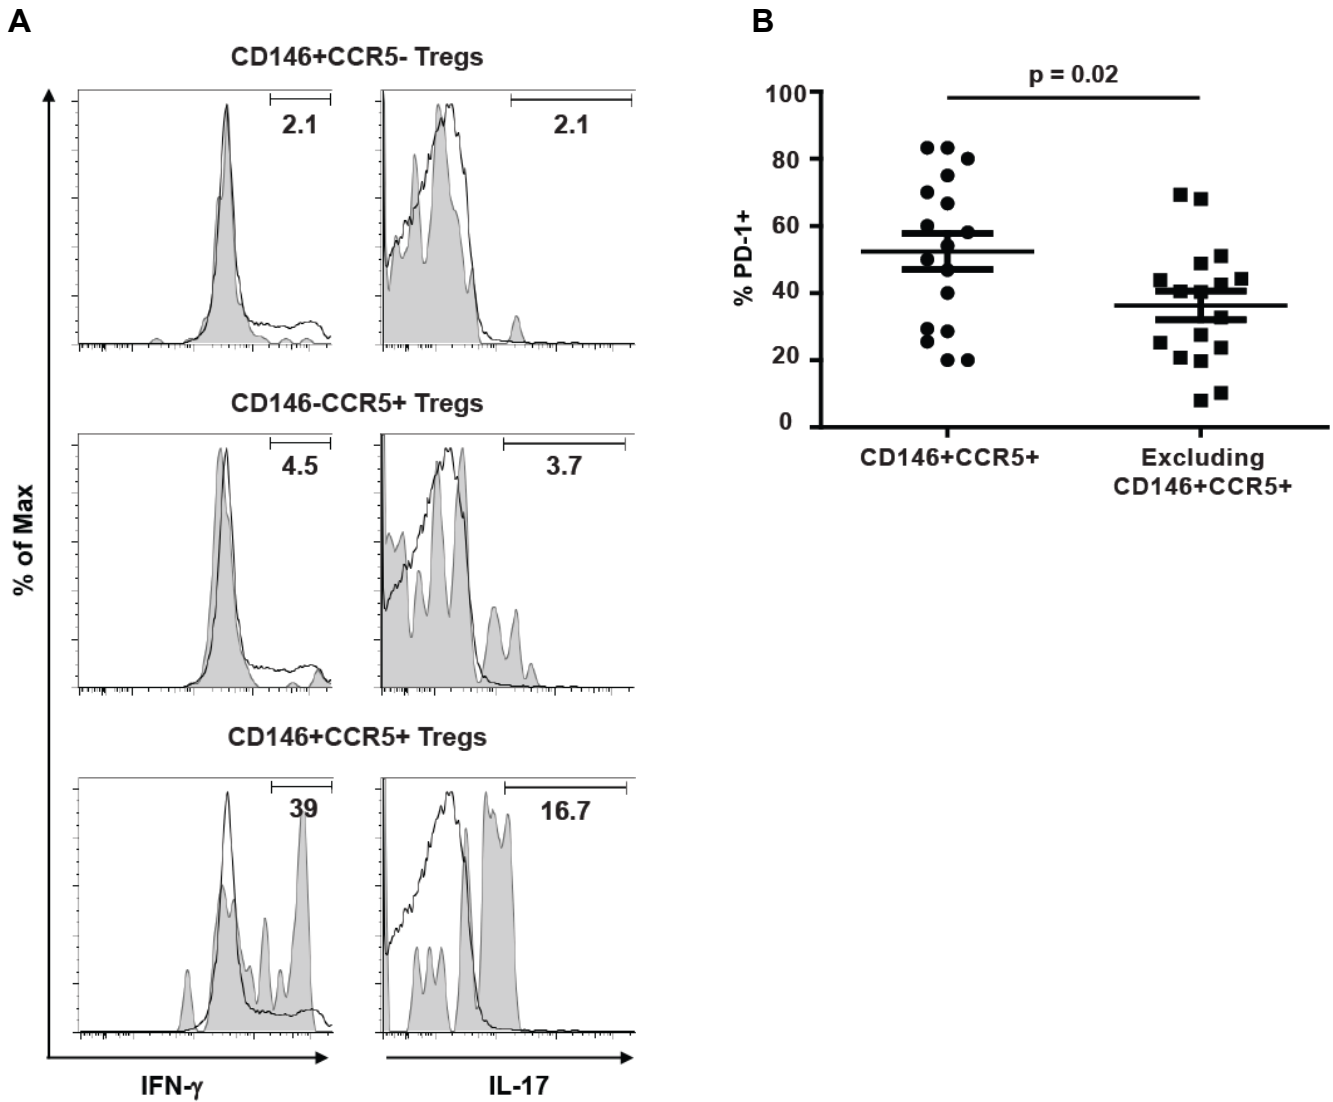 A
CD146+CCR5- Tregs
2.1
2.1
CD146-CCR5+ Tregs
4.5
3.7
CD146+CCR5+ Tregs
39
16.7
% of Max
IFN-γ
IL-17
B
p = 0.02
100
80
60
40
20
0
% PD-1+
CD146+CCR5+
Excluding
CD146+CCR5+